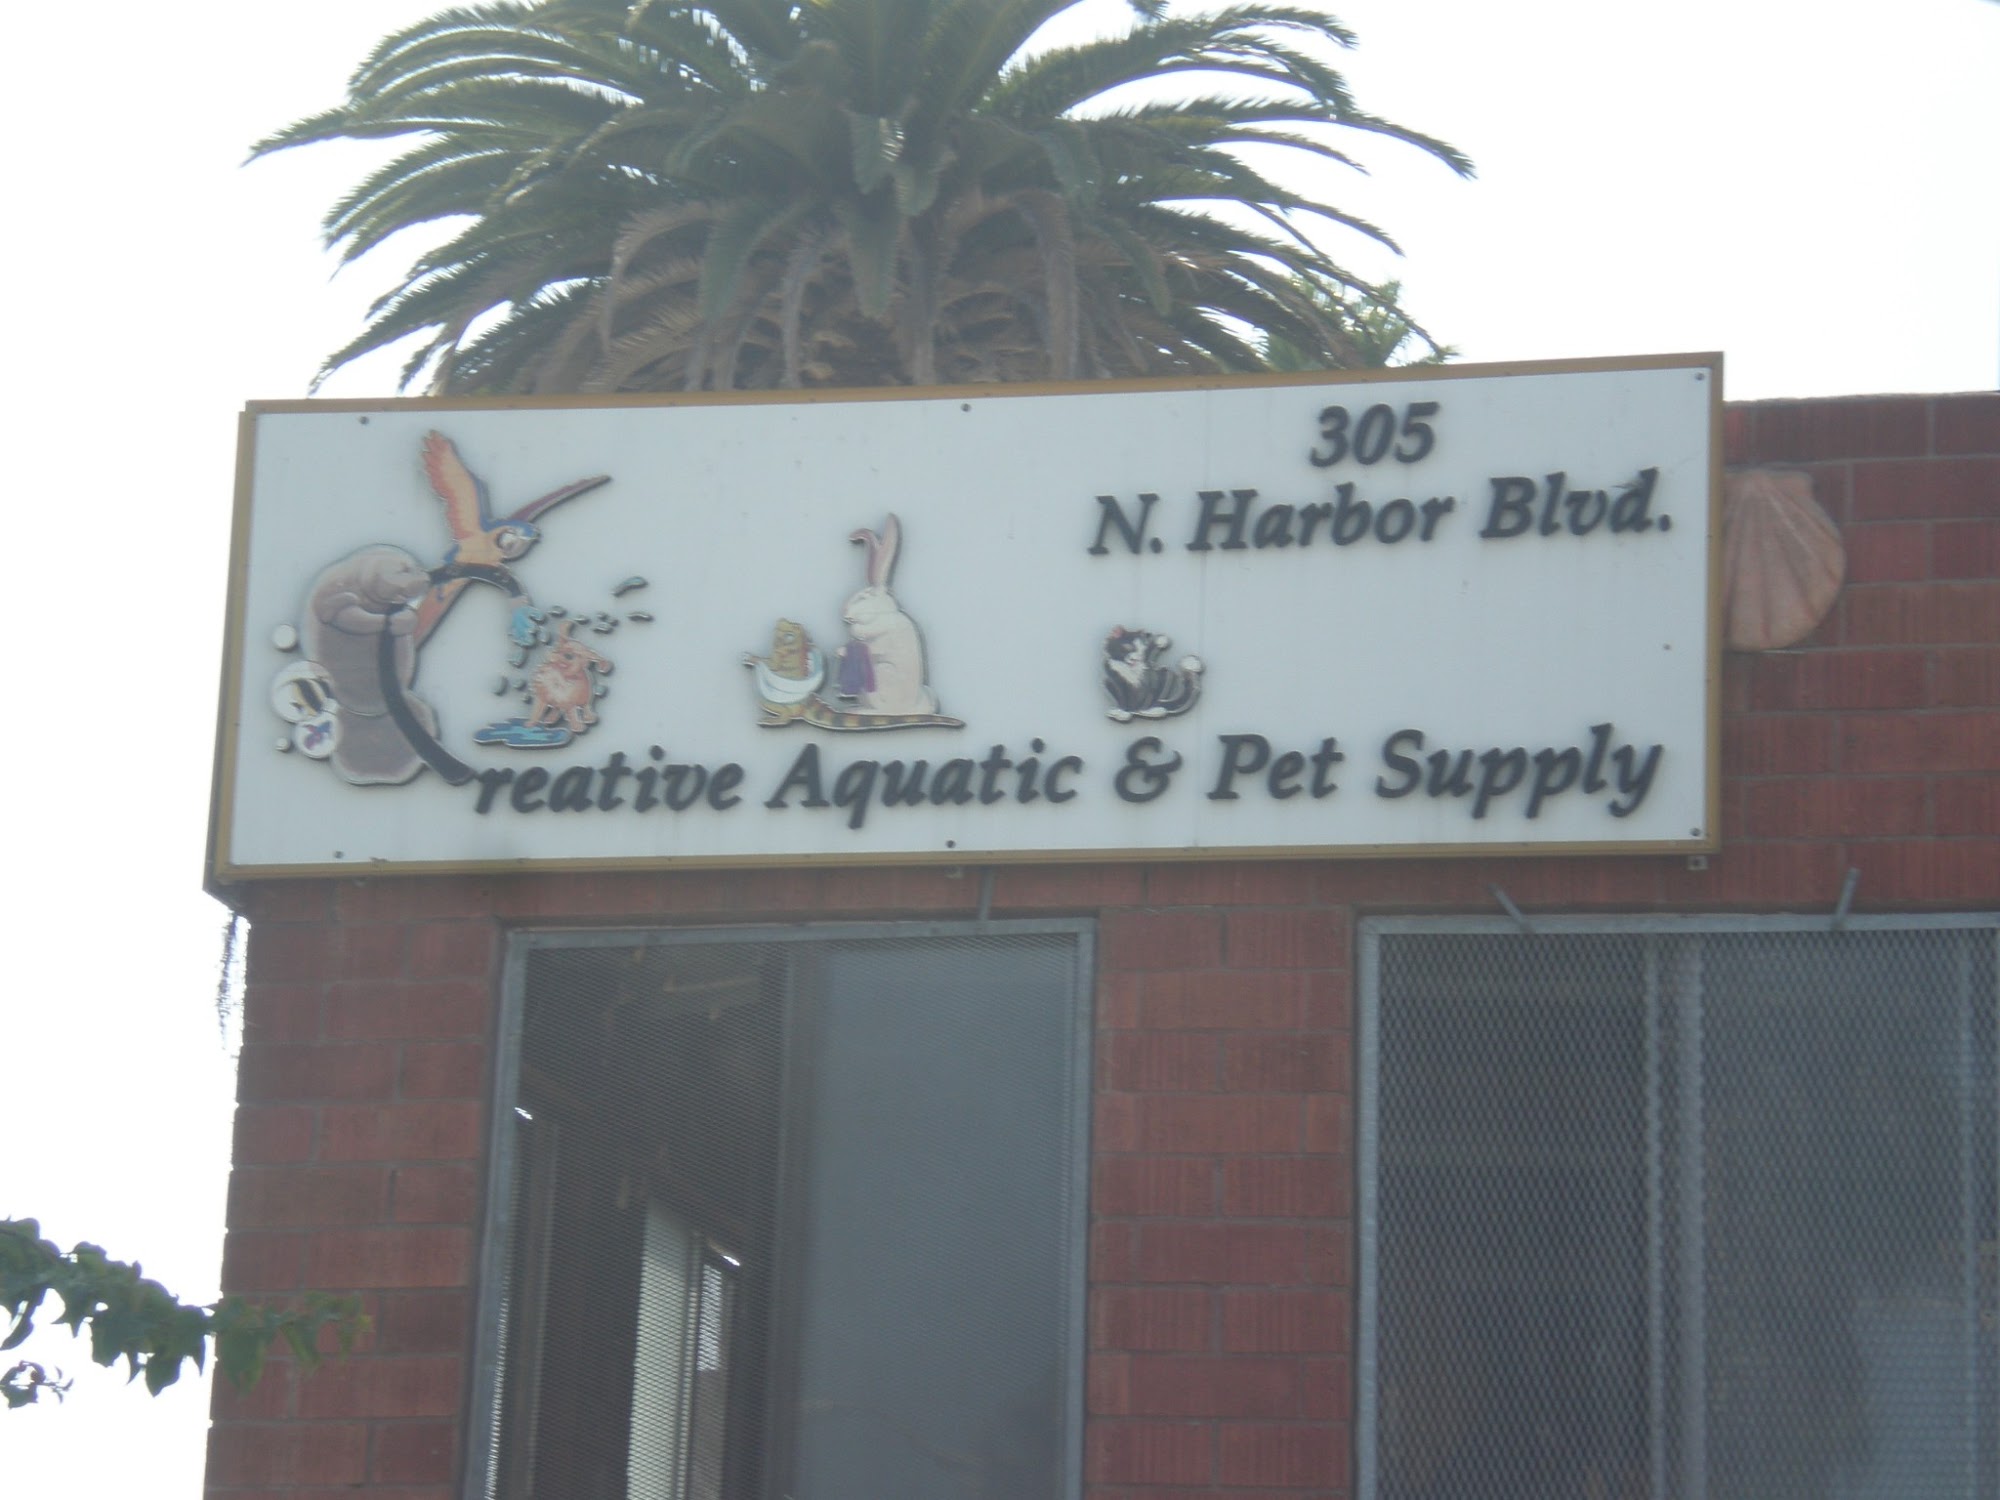 305
N. Harbor Blvd.
Creative Aquatic & Pet Supply